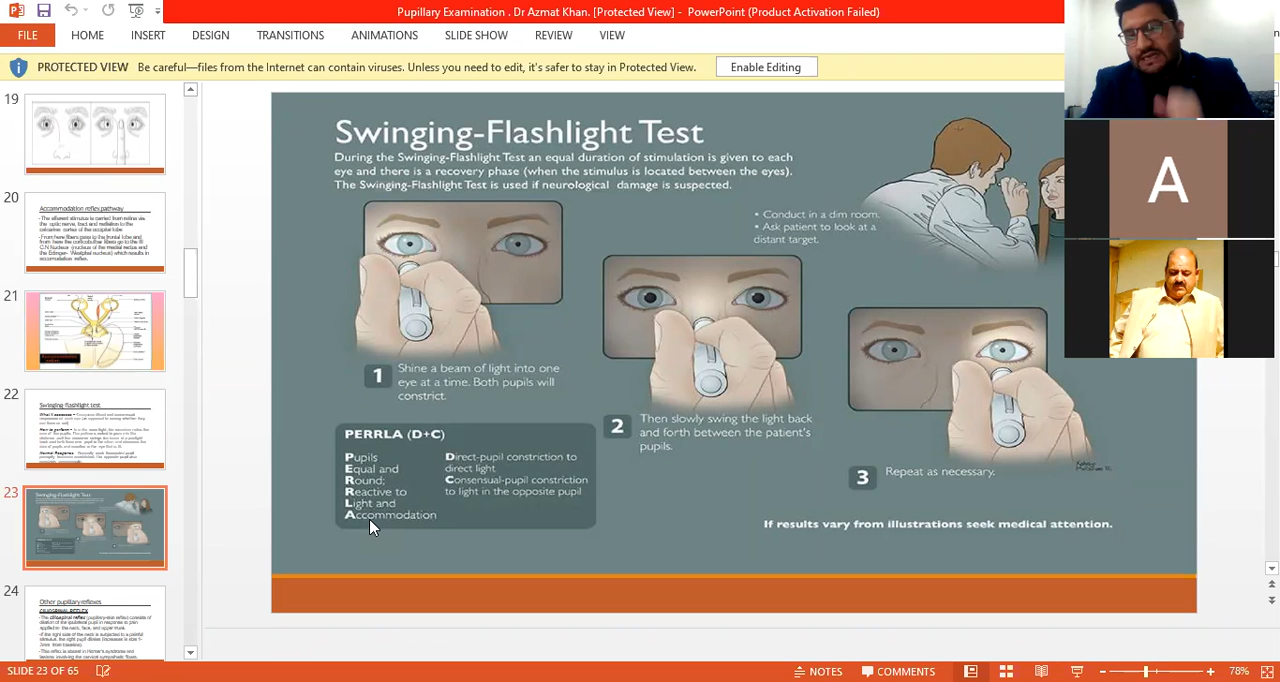 Pupillary Examination . Dr Azmat Khan. [Protected View] - PowerPoint (Product Activation Failed)
FILE HOME INSERT DESIGN TRANSITIONS ANIMATIONS SLIDE SHOW REVIEW VIEW
PROTECTED VIEW Be careful—files from the Internet can contain viruses. Unless you need to edit, it's safer to stay in Protected View. Enable Editing
19
20
Accommodation reflex pathway
21
22
Swinging-flashlight test
23
24
Other pupillary reflexes
CILIOSPINAL REFLEX
Swinging-Flashlight Test
During the Swinging-Flashlight Test an equal duration of stimulation is given to each
eye and there is a recovery phase (when the stimulus is located between the eyes).
The Swinging-Flashlight Test is used if neurological damage is suspected.
• Conduct in a dim room.
• Ask patient to look at a
distant target.
1 Shine a beam of light into one
eye at a time. Both pupils will
constrict.
2 Then slowly swing the light back
and forth between the patient's
pupils.
3 Repeat as necessary.
PERRLA (D+C)
Pupils
Equal and
Round;
Reactive to
Light and
Accommodation
Direct-pupil constriction to
direct light
Consensual-pupil constriction
to light in the opposite pupil
If results vary from illustrations seek medical attention.
A
SLIDE 23 OF 65 NOTES COMMENTS 78%